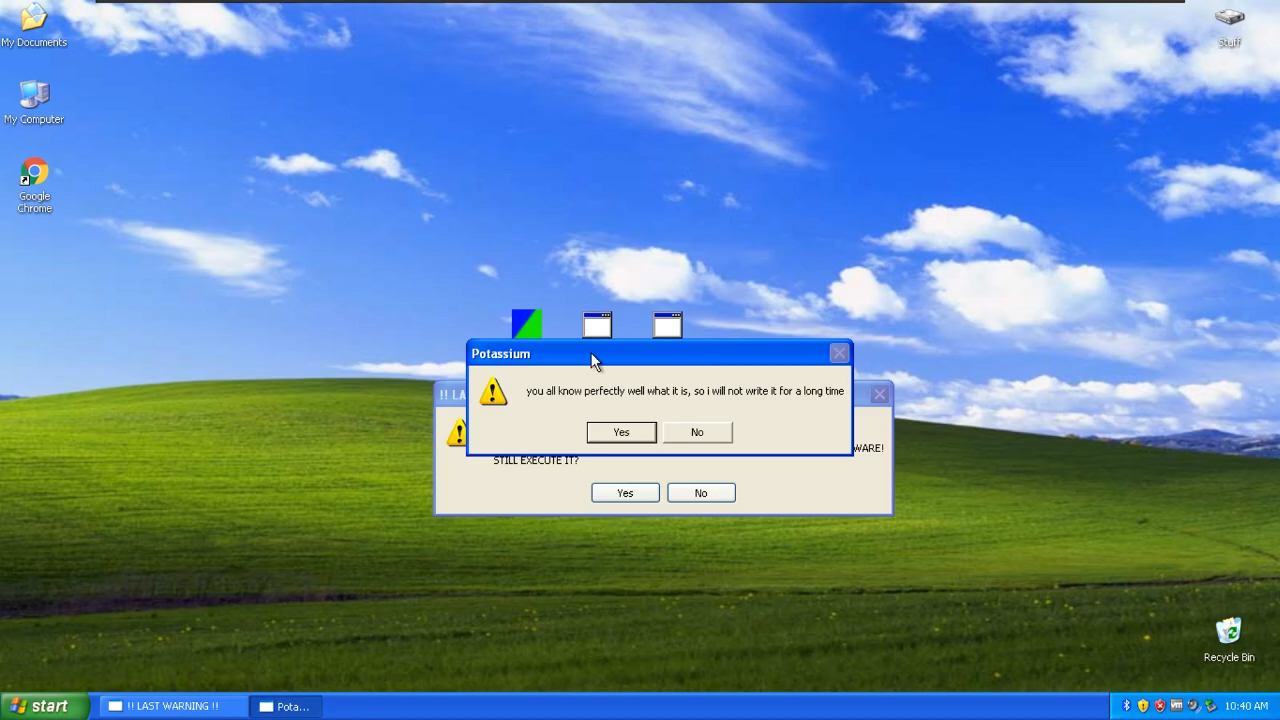 My Documents
My Computer
Google
Chrome
Stuff
Potassium
you all know perfectly well what it is, so i will not write it for a long time
Yes
No
!! LA
WARE!
STILL EXECUTE IT?
Yes
No
Recycle Bin
start
!! LAST WARNING !!
Pota...
10:40 AM